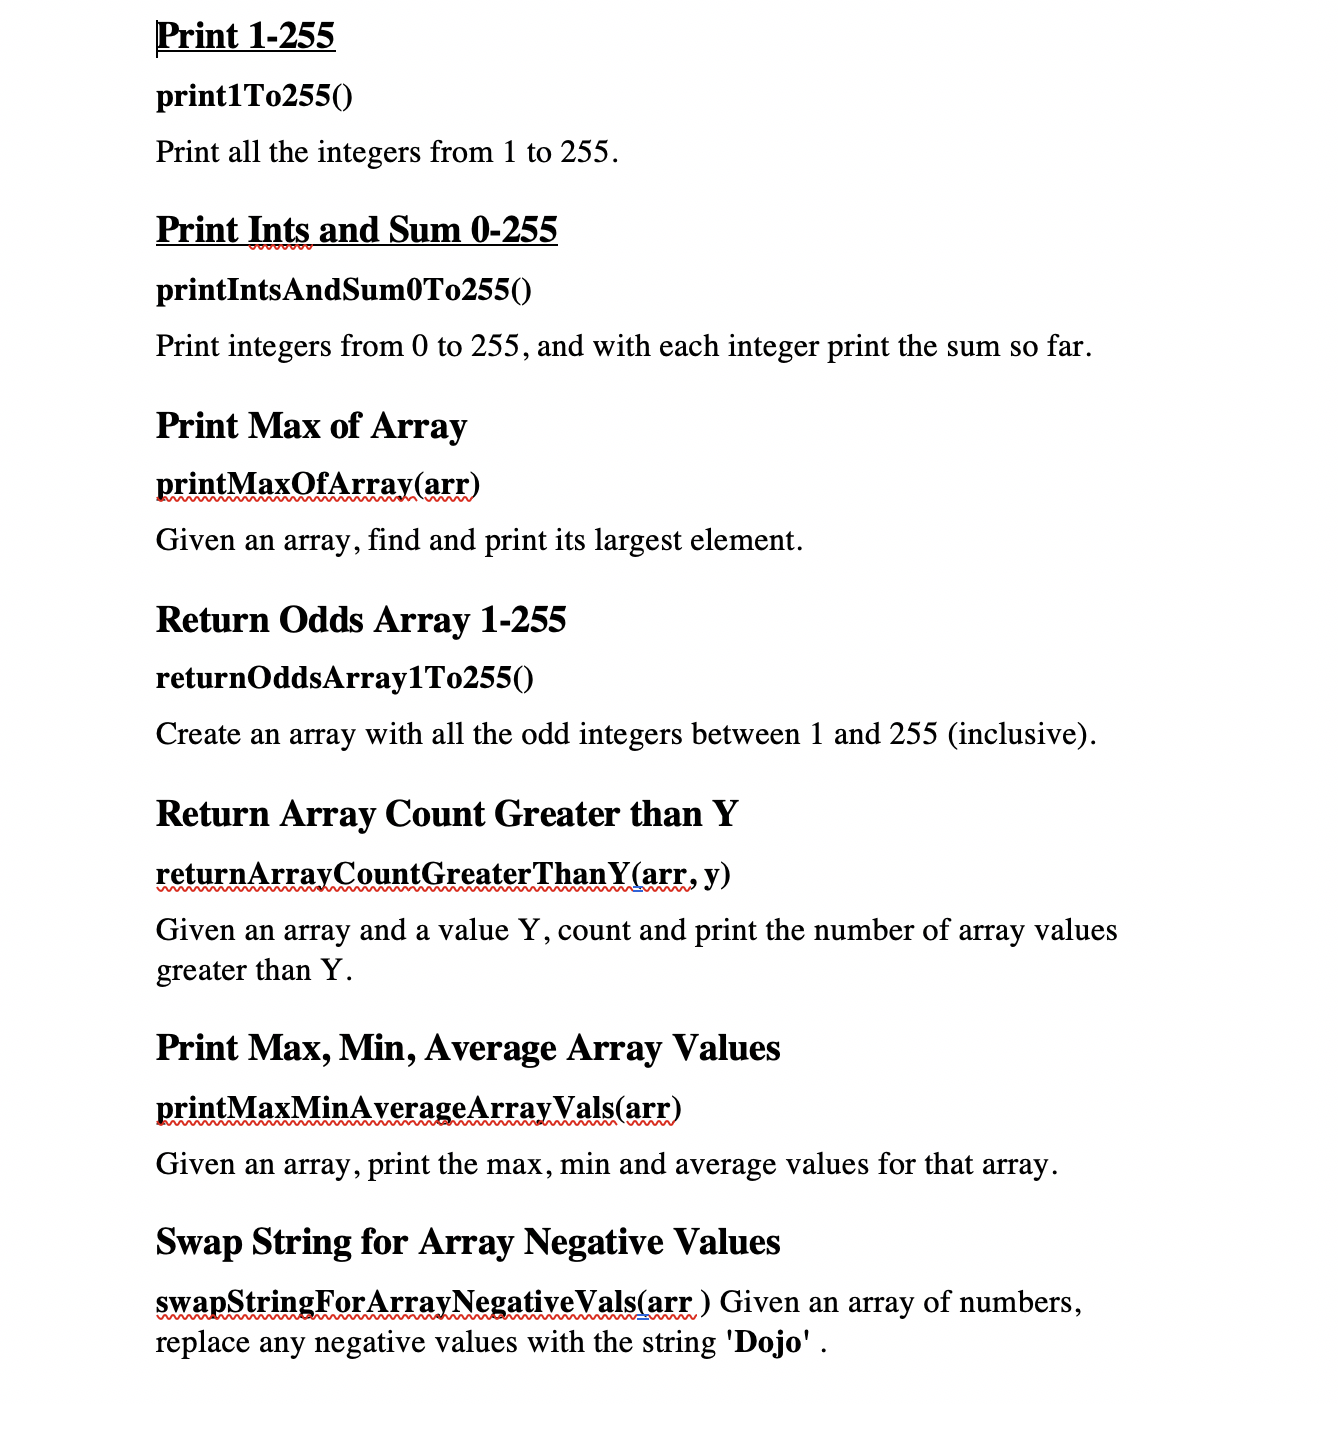 Print 1-255
print1To255()
Print all the integers from 1 to 255.
Print Ints and Sum 0-255
printIntsAndSum0To255()
Print integers from 0 to 255, and with each integer print the sum so far.
Print Max of Array
printMaxOfArray(arr)
Given an array, find and print its largest element.
Return Odds Array 1-255
returnOddsArray1To255()
Create an array with all the odd integers between 1 and 255 (inclusive).
Return Array Count Greater than Y
returnArrayCountGreaterThanY(arr, y)
Given an array and a value Y, count and print the number of array values
greater than Y.
Print Max, Min, Average Array Values
printMaxMinAverageArrayVals(arr)
Given an array, print the max, min and average values for that array.
Swap String for Array Negative Values
swapStringForArrayNegativeVals(arr ) Given an array of numbers,
replace any negative values with the string 'Dojo' .